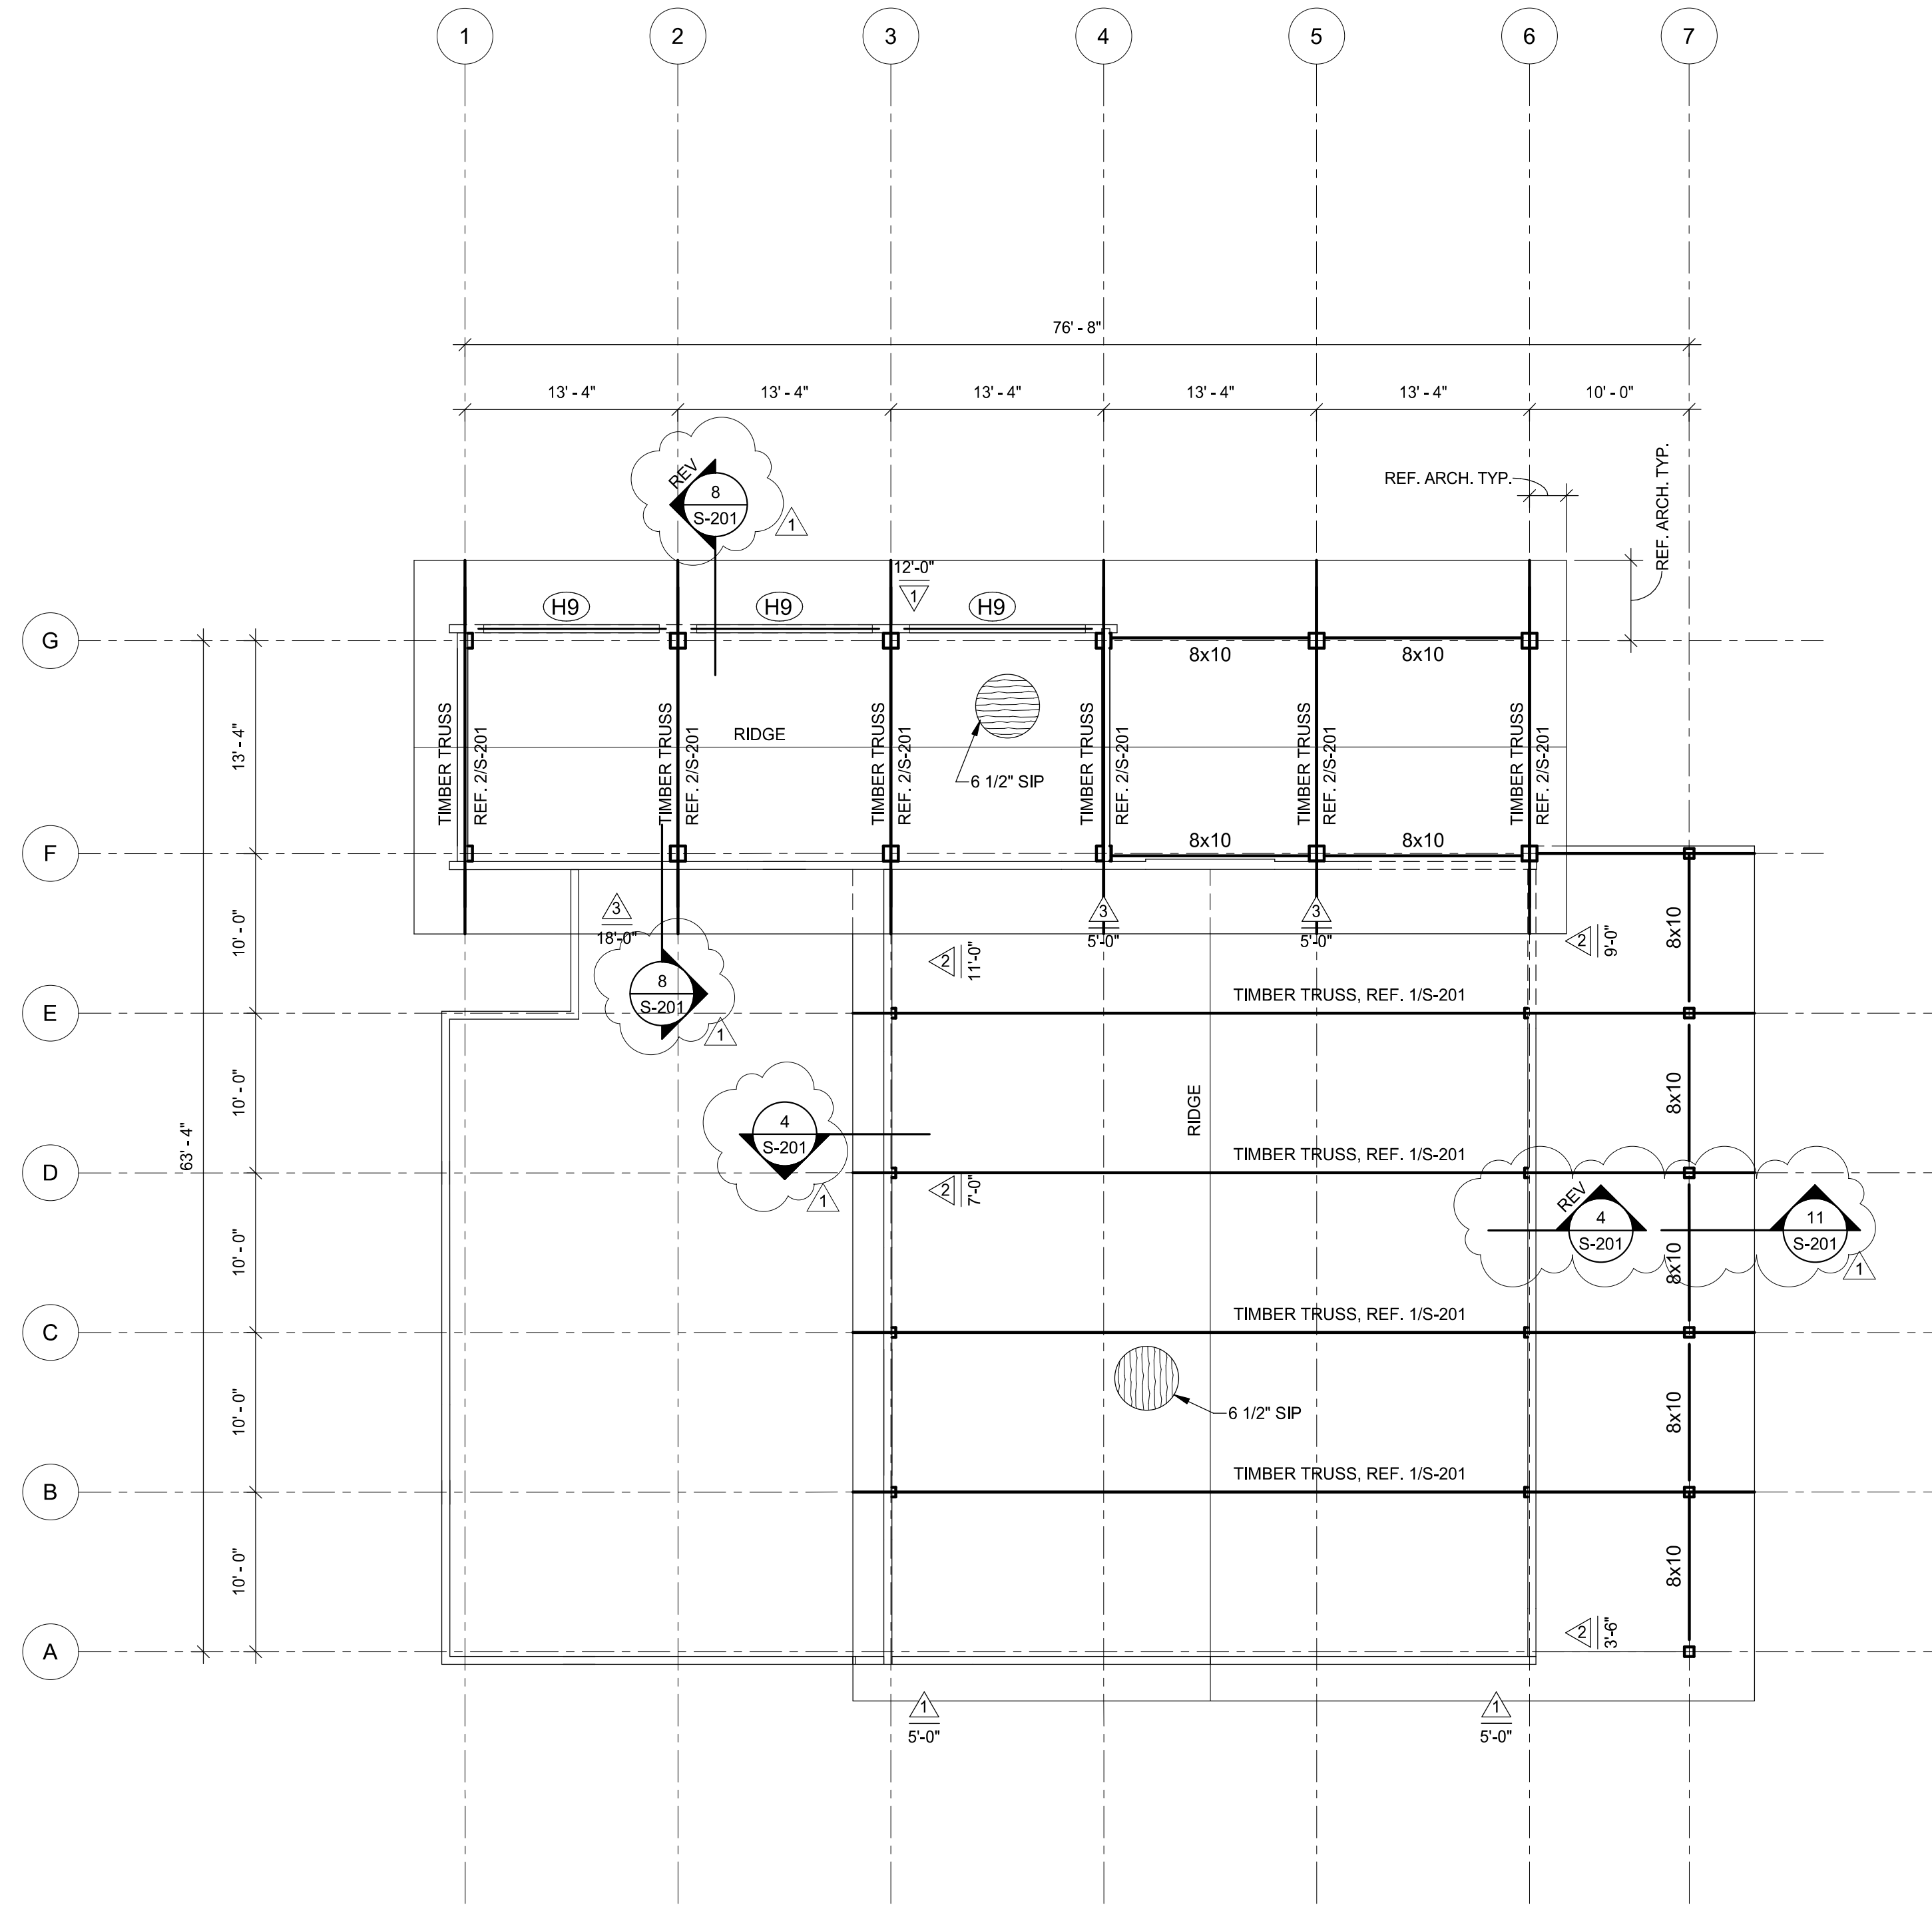 1
2
3
4
5
6
7
76' - 8"
13' - 4"
13' - 4"
13' - 4"
13' - 4"
13' - 4"
10' - 0"
REV
8
S-201
1
REF. ARCH. TYP.
REF. ARCH. TYP.
12'-0"
1
H9
H9
H9
G
8x10
8x10
13' - 4"
TIMBER TRUSS
REF. 2/S-201
TIMBER TRUSS
REF. 2/S-201
RIDGE
TIMBER TRUSS
REF. 2/S-201
6 1/2" SIP
TIMBER TRUSS
REF. 2/S-201
TIMBER TRUSS
REF. 2/S-201
TIMBER TRUSS
REF. 2/S-201
8x10
8x10
F
10' - 0"
3
18'-0"
2
11'-0"
3
5'-0"
3
5'-0"
2
9'-0"
8x10
8
S-201
1
TIMBER TRUSS, REF. 1/S-201
E
10' - 0"
63' - 4"
4
S-201
1
RIDGE
8x10
TIMBER TRUSS, REF. 1/S-201
D
2
7'-0"
REV
4
S-201
11
S-201
1
10' - 0"
8x10
TIMBER TRUSS, REF. 1/S-201
C
10' - 0"
6 1/2" SIP
8x10
TIMBER TRUSS, REF. 1/S-201
B
10' - 0"
8x10
2
3'-6"
A
1
5'-0"
1
5'-0"